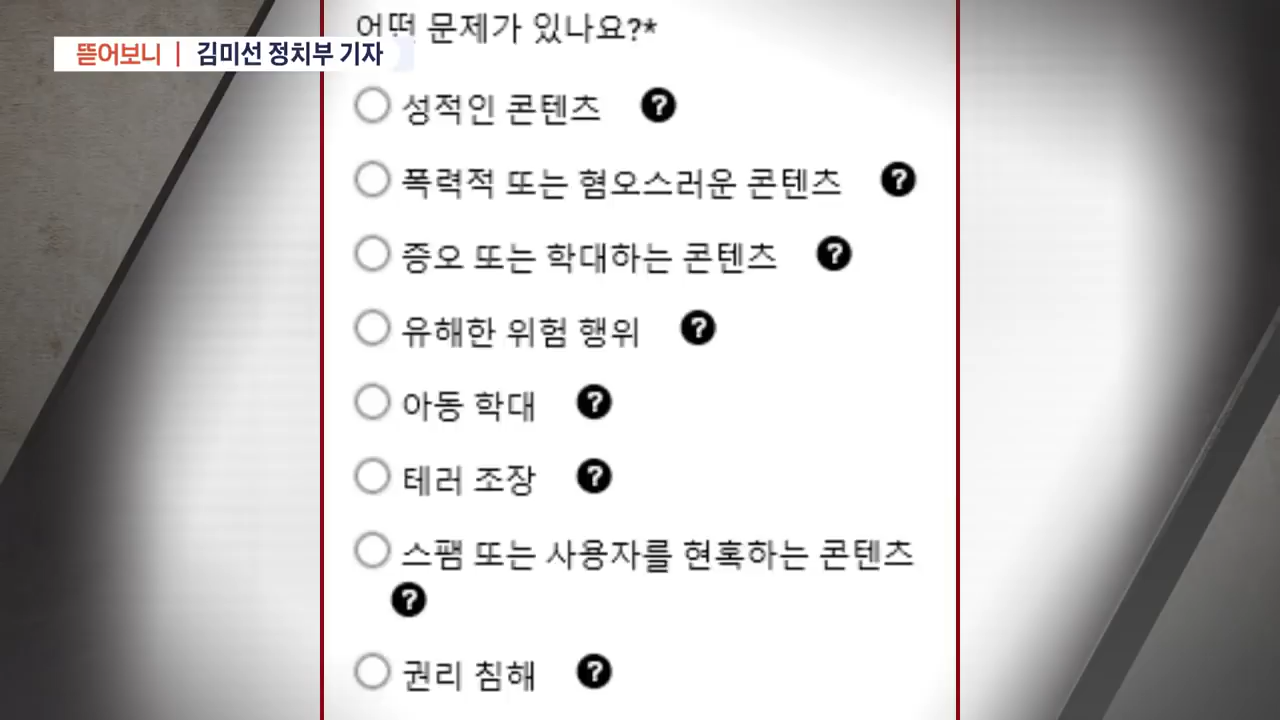 어떤 문제가 있나요?*
뜯어보니 | 김미선 정치부 기자
성적인 콘텐츠 ?
폭력적 또는 혐오스러운 콘텐츠 ?
증오 또는 학대하는 콘텐츠 ?
유해한 위험 행위 ?
아동 학대 ?
테러 조장 ?
스팸 또는 사용자를 현혹하는 콘텐츠
?
권리 침해 ?